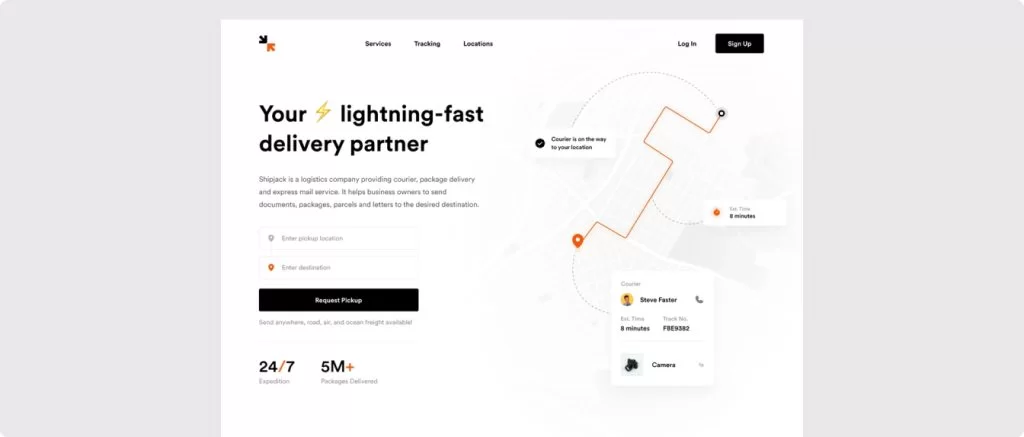 Services Tracking Locations Log In Sign Up
Your ⚡ lightning-fast
delivery partner
Shipjack is a logistics company providing courier, package delivery
and express mail service. It helps business owners to send
documents, packages, parcels and letters to the desired destination.
Enter pickup location
Enter destination
Request Pickup
Send anywhere, road, air, and ocean freight available!
24/7
Expedition
5M+
Packages Delivered
Courier is on the way
to your location
Est. Time
8 minutes
Courier
Steve Faster
Est. Time Track No.
8 minutes FBE9382
Camera